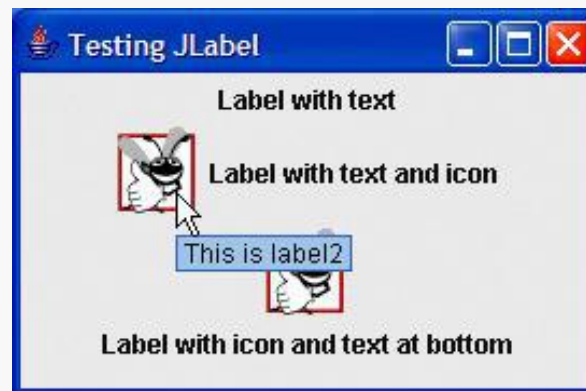 Testing JLabel
Label with text
Label with text and icon
This is label2
Label with icon and text at bottom